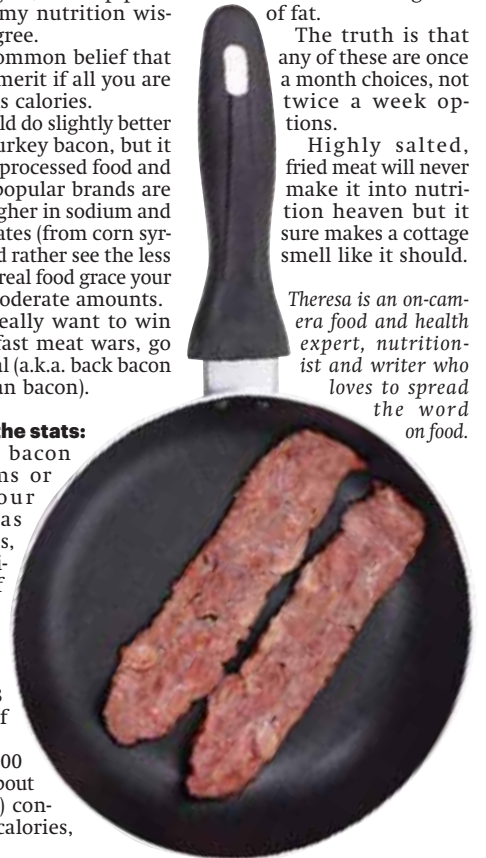 my nutrition wis-
gree.
ommon belief that
merit if all you are
s calories.
ld do slightly better
urkey bacon, but it
processed food and
popular brands are
gher in sodium and
ates (from corn syr-
d rather see the less
real food grace your
oderate amounts.
eally want to win
fast meat wars, go
l (a.k.a. back bacon
an bacon).
the stats:
bacon
ms or
our
as
s,
i-
f
f
00
bout
) con-
calories,
of fat.
The truth is that
any of these are once
a month choices, not
twice a week op-
tions.
Highly salted,
fried meat will never
make it into nutri-
tion heaven but it
sure makes a cottage
smell like it should.
Theresa is an on-cam-
era food and health
expert, nutrition-
ist and writer who
loves to spread
the word
on food.